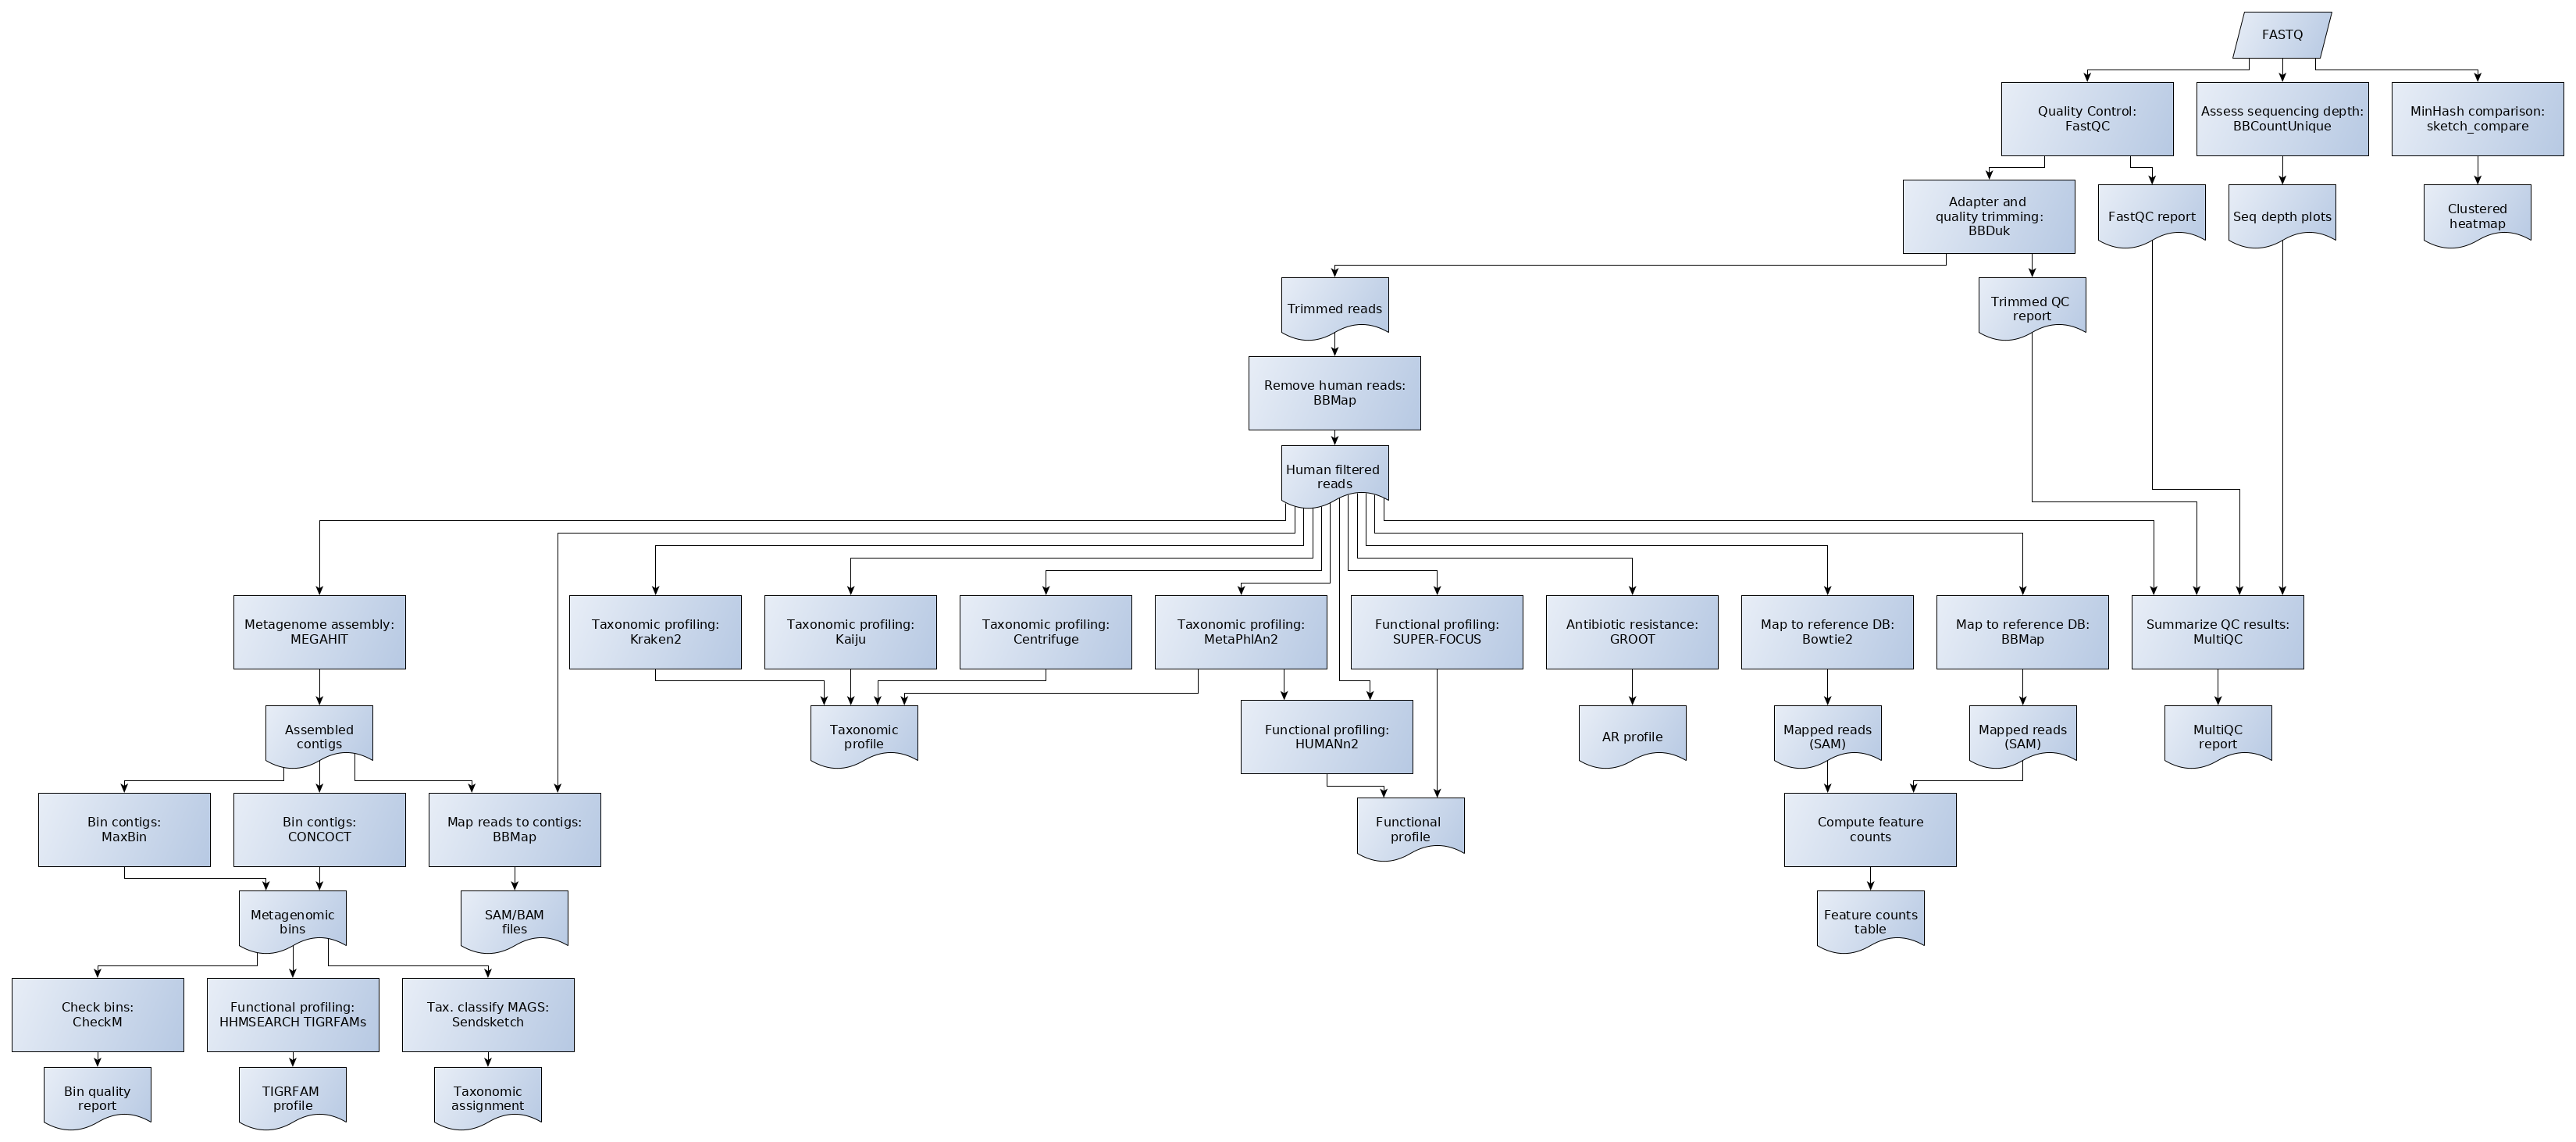 FASTQ
Quality Control:
FastQC
Assess sequencing depth:
BBCountUnique
MinHash comparison:
sketch_compare
Adapter and
quality trimming:
BBDuk
FastQC report
Seq depth plots
Clustered
heatmap
Trimmed reads
Trimmed QC
report
Remove human reads:
BBMap
Human filtered
reads
Metagenome assembly:
MEGAHIT
Taxonomic profiling:
Kraken2
Taxonomic profiling:
Kaiju
Taxonomic profiling:
Centrifuge
Taxonomic profiling:
MetaPhlAn2
Functional profiling:
SUPER-FOCUS
Antibiotic resistance:
GROOT
Map to reference DB:
Bowtie2
Map to reference DB:
BBMap
Summarize QC results:
MultiQC
Assembled
contigs
Taxonomic
profile
Functional profiling:
HUMANn2
AR profile
Mapped reads
(SAM)
Mapped reads
(SAM)
MultiQC
report
Bin contigs:
MaxBin
Bin contigs:
CONCOCT
Map reads to contigs:
BBMap
Functional
profile
Compute feature
counts
Metagenomic
bins
SAM/BAM
files
Feature counts
table
Check bins:
CheckM
Functional profiling:
HHMSEARCH TIGRFAMs
Tax. classify MAGS:
Sendsketch
Bin quality
report
TIGRFAM
profile
Taxonomic
assignment